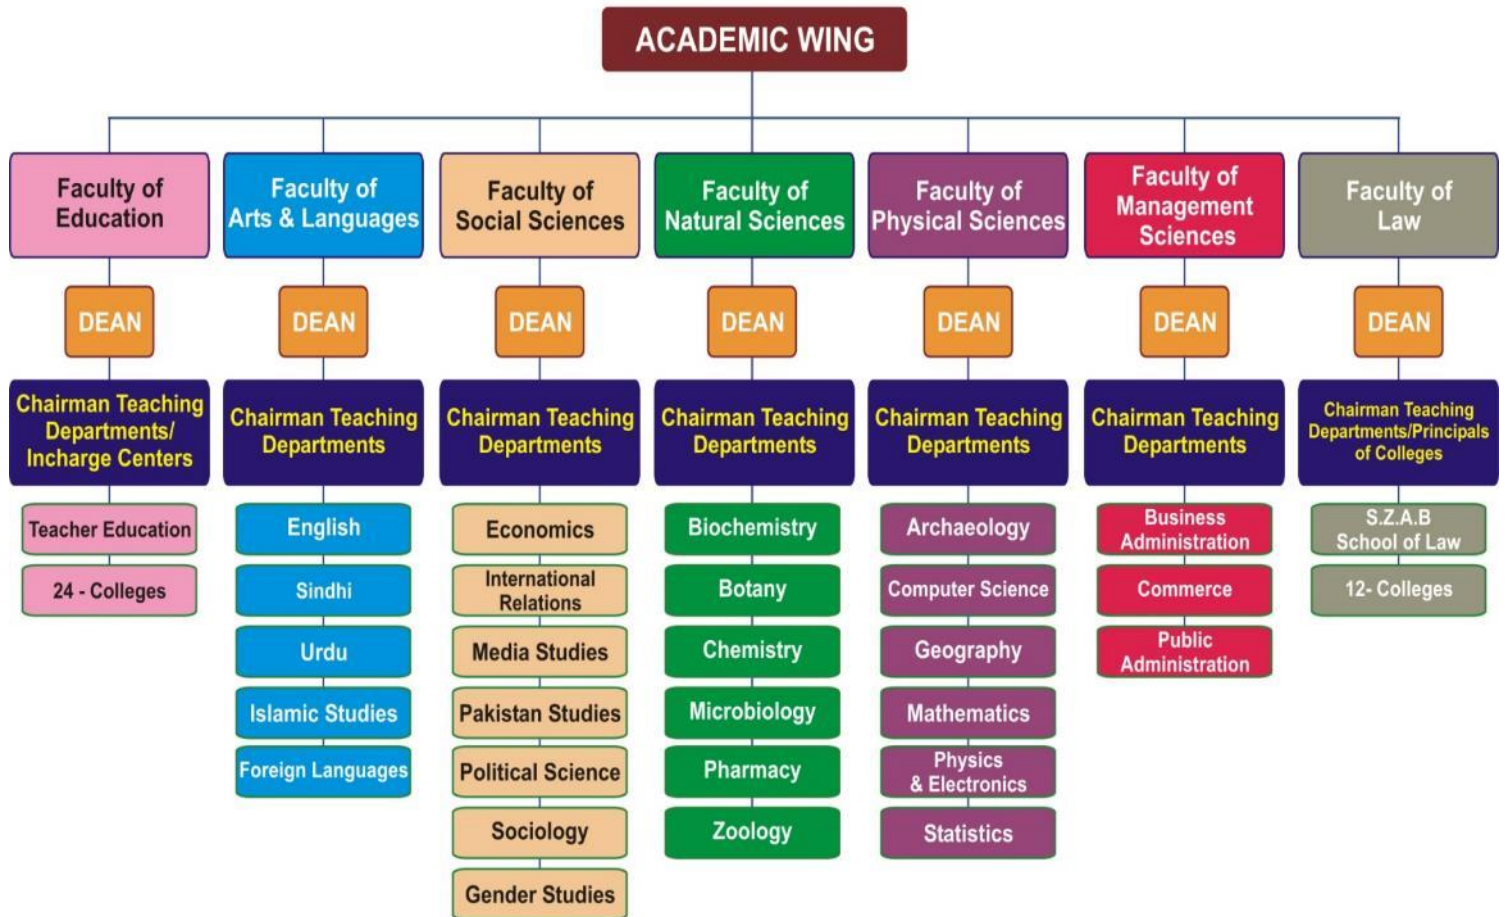 ACADEMIC WING
Faculty of
Education
Faculty of
Arts & Languages
Faculty of
Social Sciences
Faculty of
Natural Sciences
Faculty of
Physical Sciences
Faculty of
Management
Sciences
Faculty of
Law
DEAN
DEAN
DEAN
DEAN
DEAN
DEAN
DEAN
Chairman Teaching
Departments/
Incharge Centers
Chairman Teaching
Departments
Chairman Teaching
Departments
Chairman Teaching
Departments
Chairman Teaching
Departments
Chairman Teaching
Departments
Chairman Teaching
Departments/Principals
of Colleges
Teacher Education
24 - Colleges
English
Sindhi
Urdu
Islamic Studies
Foreign Languages
Economics
International
Relations
Media Studies
Pakistan Studies
Political Science
Sociology
Gender Studies
Biochemistry
Botany
Chemistry
Microbiology
Pharmacy
Zoology
Archaeology
Computer Science
Geography
Mathematics
Physics
& Electronics
Statistics
Business
Administration
Commerce
Public
Administration
S.Z.A.B
School of Law
12- Colleges